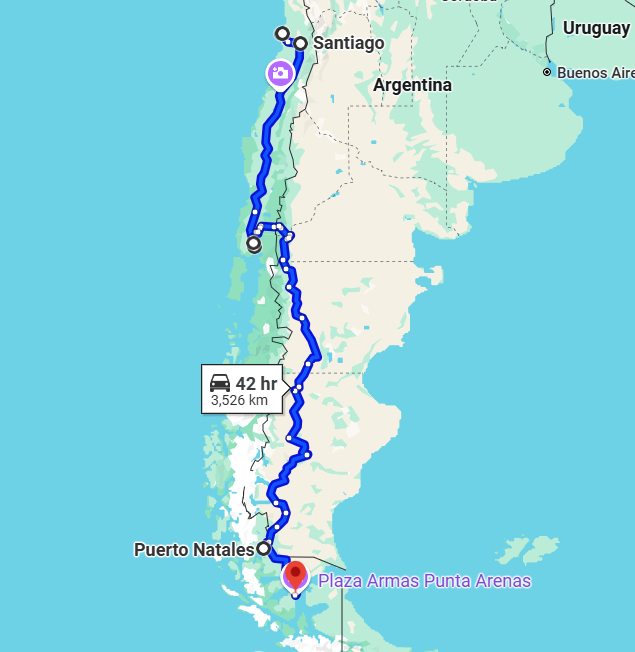 Uruguay
Santiago
Buenos Aire
Argentina
42 hr
3,526 km
Puerto Natales
Plaza Armas Punta Arenas